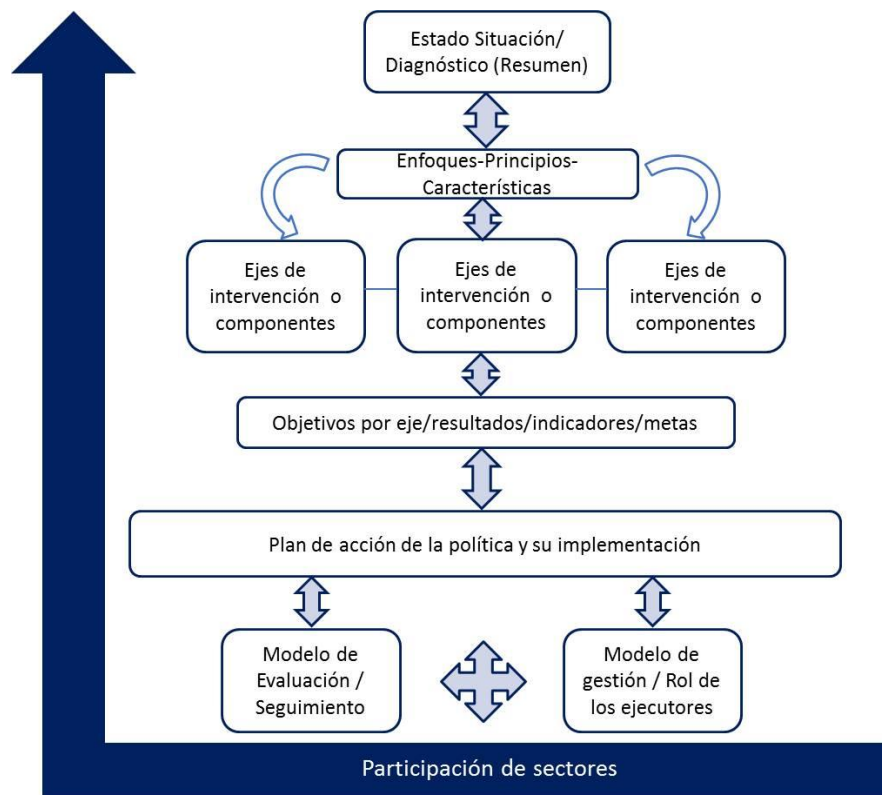 Estado Situación/
Diagnóstico (Resumen)
Enfoques-Principios-
Características
Ejes de
intervención o
componentes
Ejes de
intervención o
componentes
Ejes de
intervención o
componentes
Objetivos por eje/resultados/indicadores/metas
Plan de acción de la política y su implementación
Modelo de
Evaluación /
Seguimiento
Modelo de
gestión / Rol de
los ejecutores
Participación de sectores